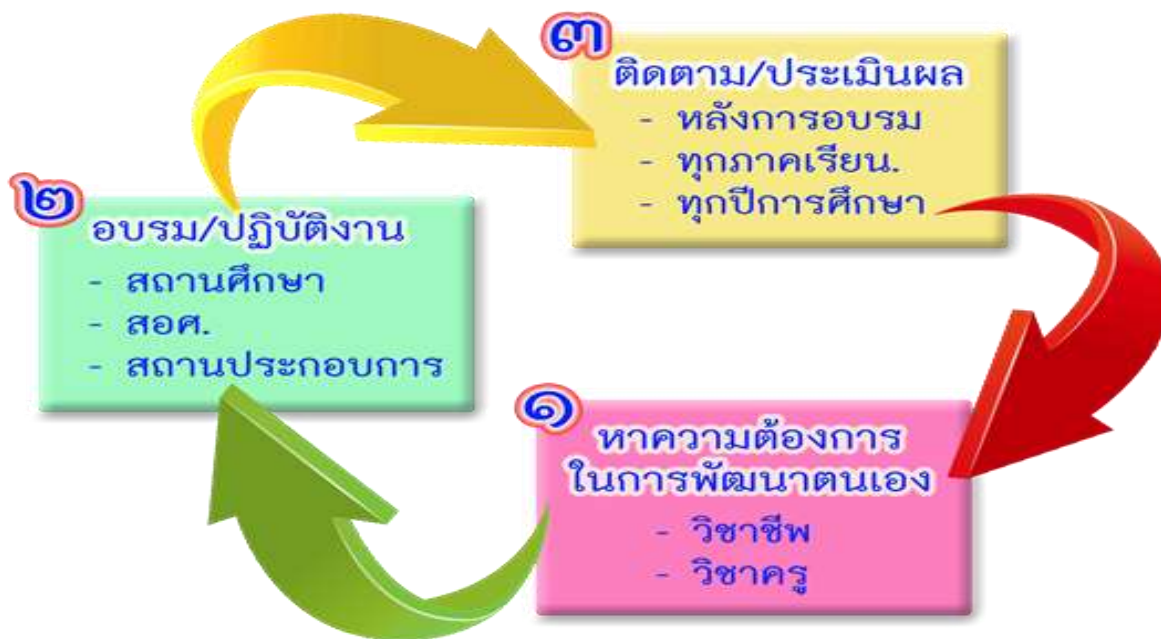 ๓
ติดตาม/ประเมินผล
- หลังการอบรม
- ทุกภาคเรียน.
- ทุกปีการศึกษา
๒
อบรม/ปฏิบัติงาน
- สถานศึกษา
- สอศ.
- สถานประกอบการ
๑
หาความต้องการ
ในการพัฒนาตนเอง
- วิชาชีพ
- วิชาครู